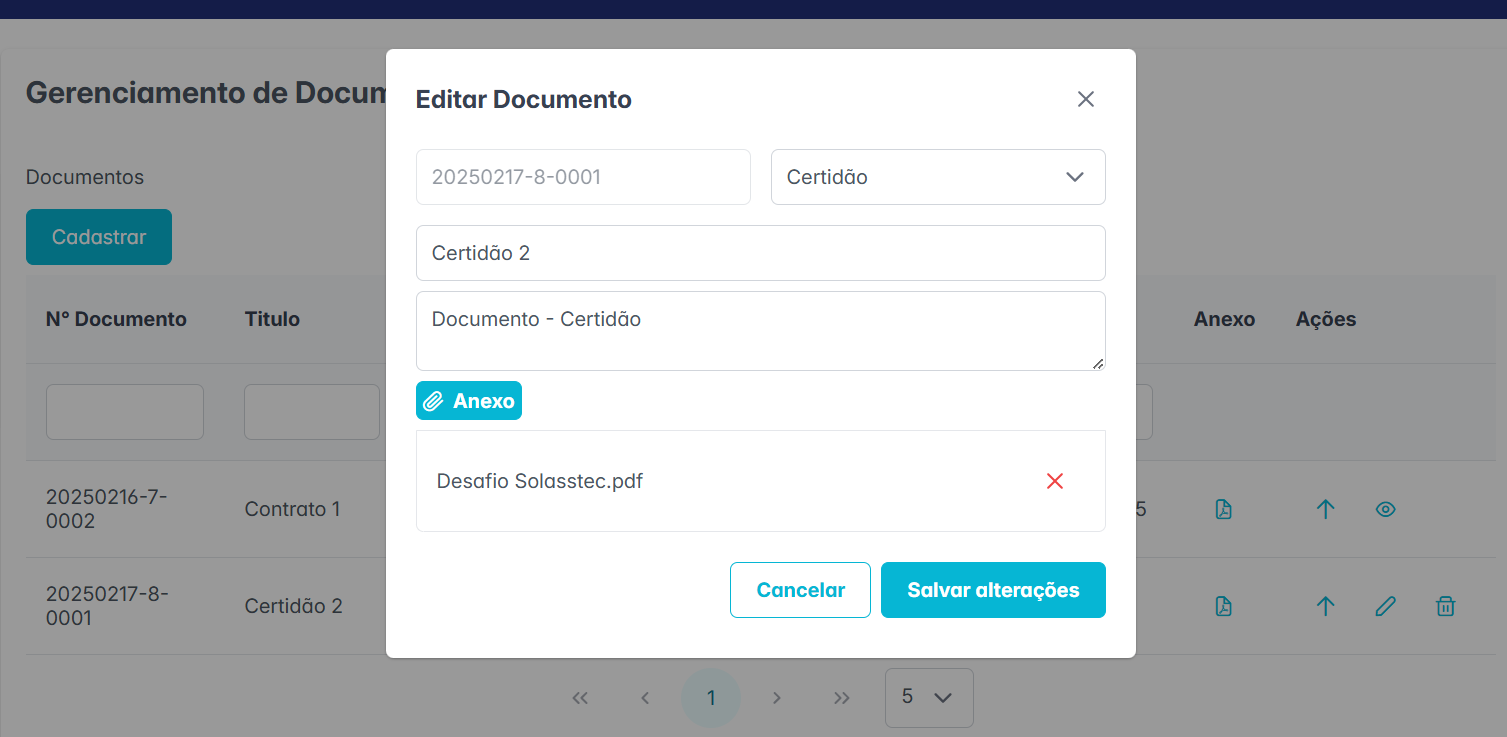 Gerenciamento de Docum
Documentos
Cadastrar
N° Documento Titulo Anexo Ações
20250216-7-
0002
Contrato 1
5
20250217-8-
0001
Certidão 2
1
5
Editar Documento
20250217-8-0001
Certidão
Certidão 2
Documento - Certidão
Anexo
Desafio Solasstec.pdf
Cancelar
Salvar alterações